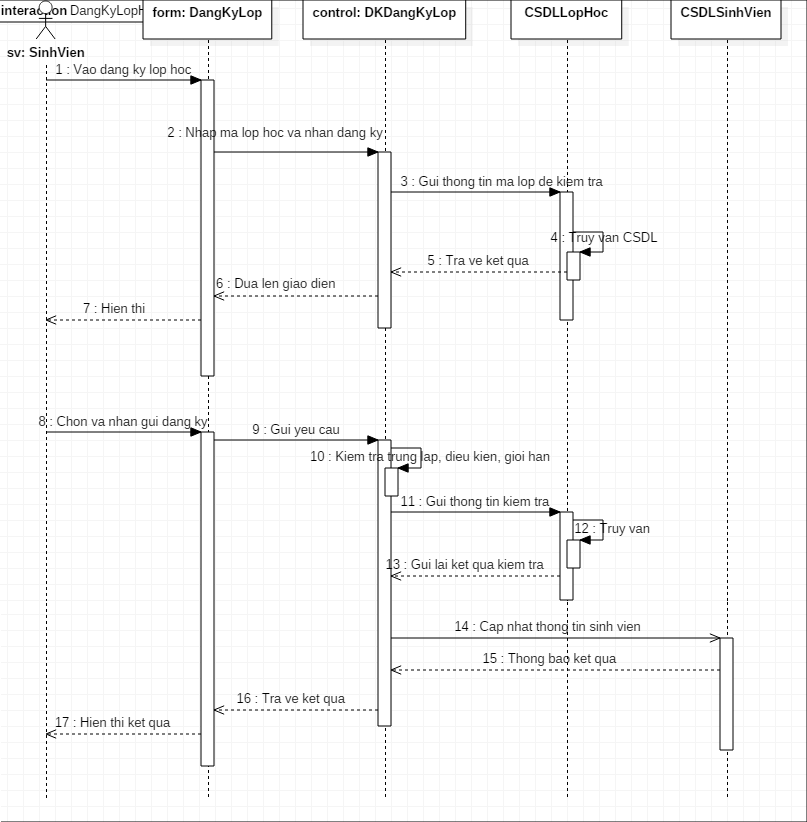 interaction DangKyLopH
form: DangKyLop
control: DKDangKyLop
CSDLLopHoc
CSDLSinhVien
sv: SinhVien
1 : Vao dang ky lop hoc
2 : Nhap ma lop hoc va nhan dang ky
3 : Gui thong tin ma lop de kiem tra
4 : Truy van CSDL
5 : Tra ve ket qua
6 : Dua len giao dien
7 : Hien thi
8 : Chon va nhan gui dang ky
9 : Gui yeu cau
10 : Kiem tra trung lap, dieu kien, gioi han
11 : Gui thong tin kiem tra
12 : Truy van
13 : Gui lai ket qua kiem tra
14 : Cap nhat thong tin sinh vien
15 : Thong bao ket qua
16 : Tra ve ket qua
17 : Hien thi ket qua